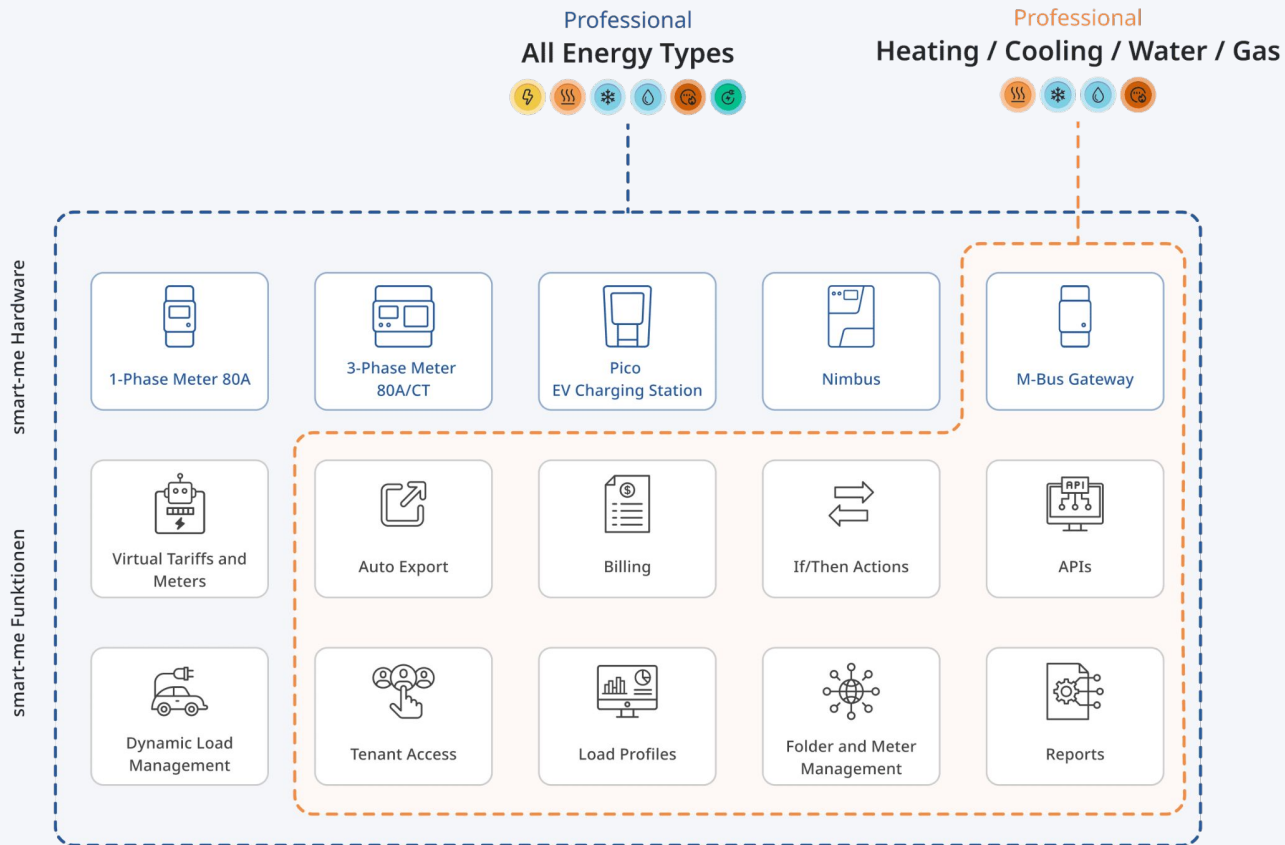 Professional
All Energy Types
Professional
Heating / Cooling / Water / Gas
smart-me Hardware
1-Phase Meter 80A
3-Phase Meter
80A/CT
Pico
EV Charging Station
Nimbus
M-Bus Gateway
smart-me Funktionen
Virtual Tariffs and
Meters
Auto Export
Billing
If/Then Actions
API
APIs
Dynamic Load
Management
Tenant Access
Load Profiles
Folder and Meter
Management
Reports